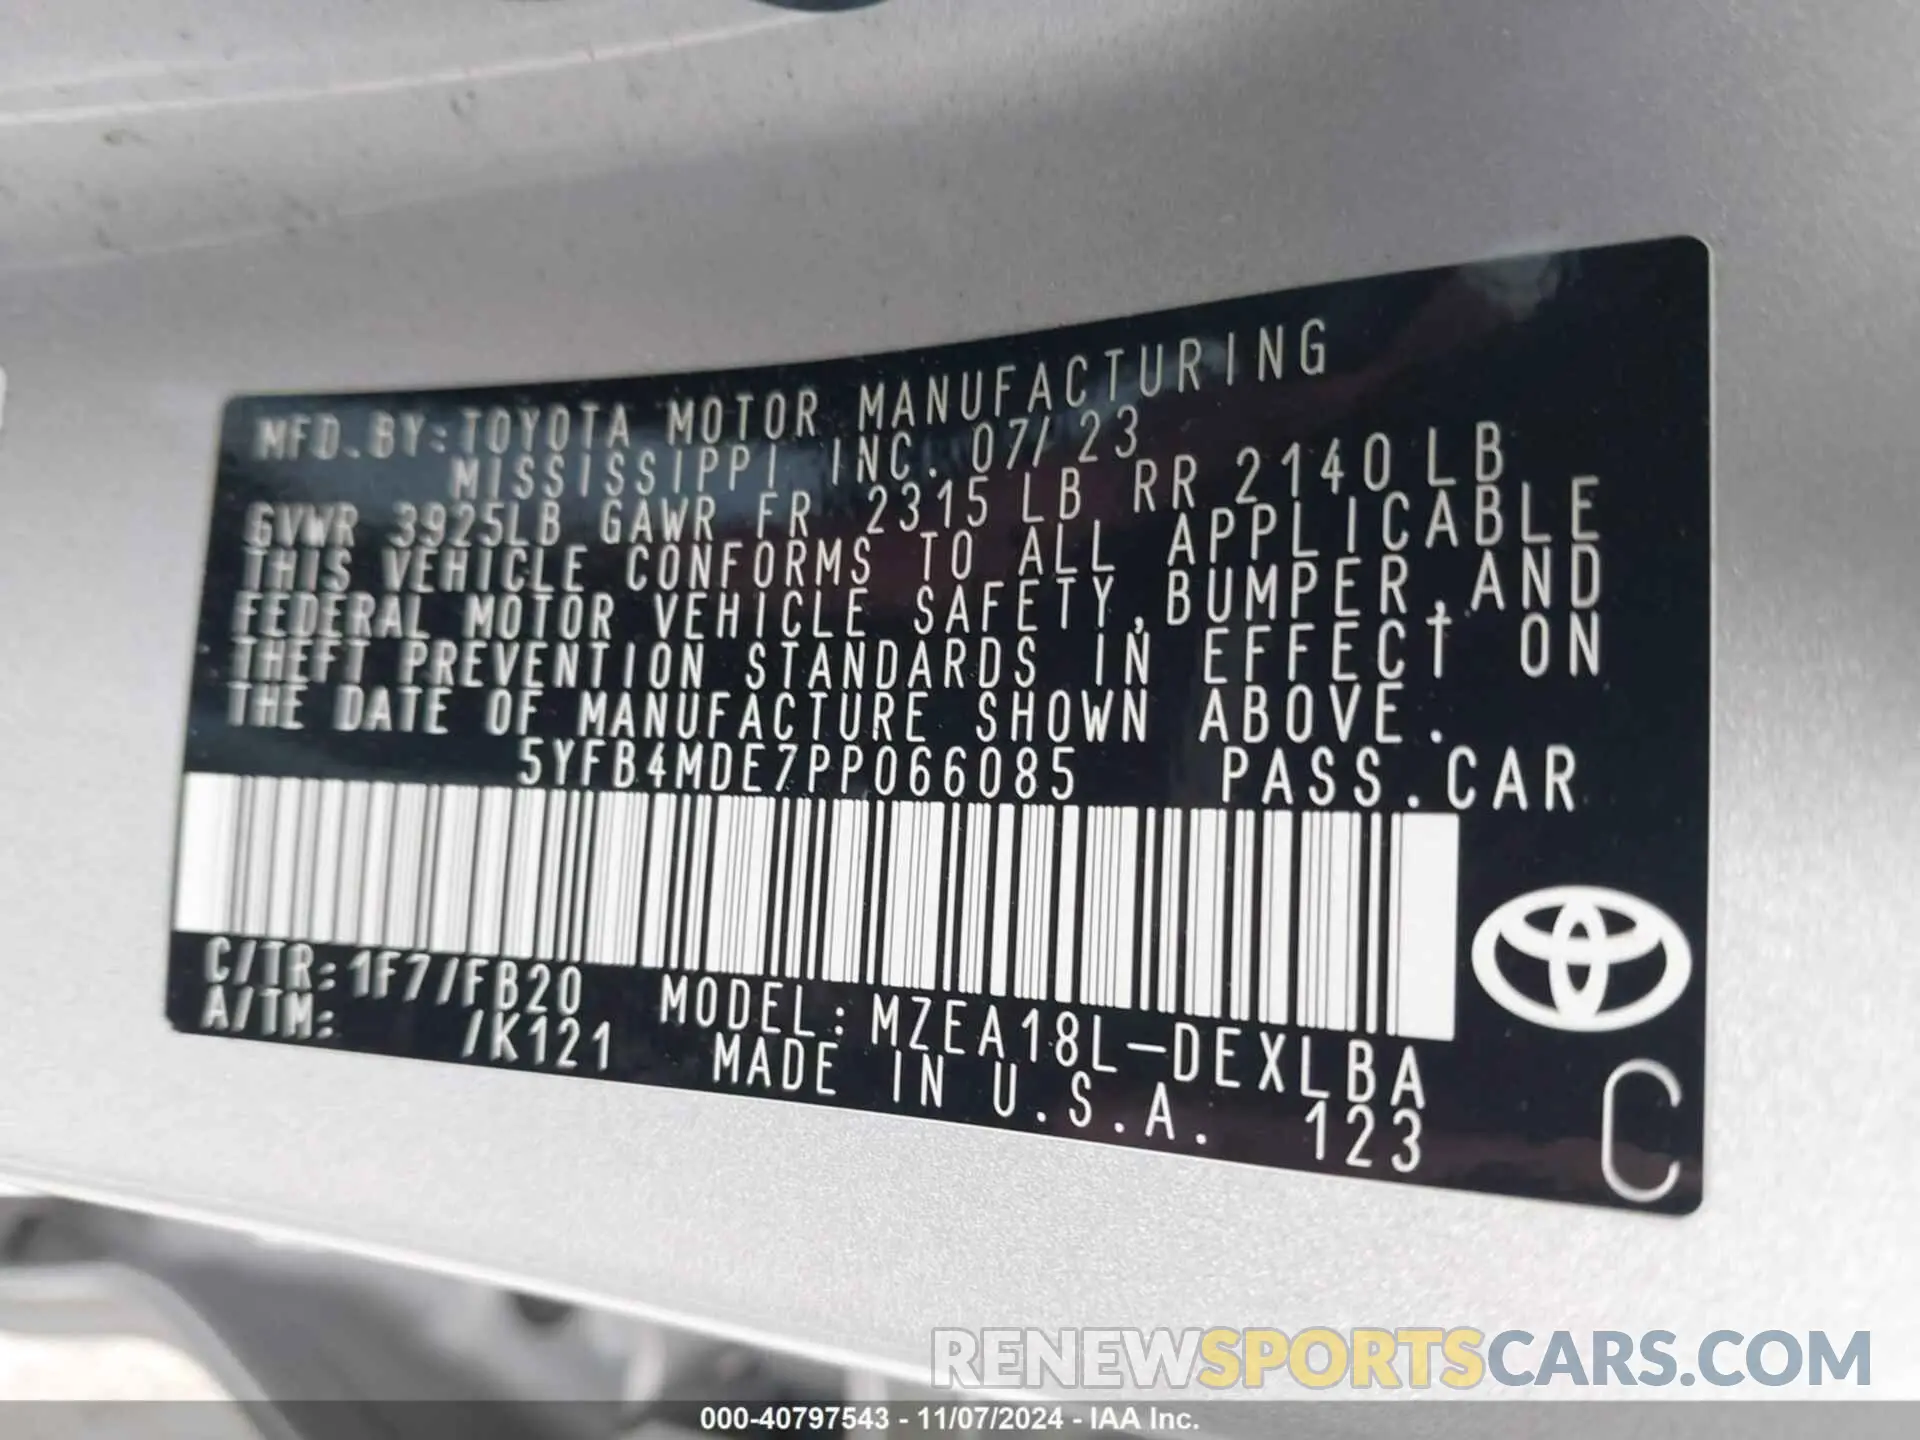 MFD. BY: TOYOTA MOTOR MANUFACTURING
MISSISSIPPI INC. 07/23
GVWR 3925LB GAWR FR 2315 LB RR 2140 LB
THIS VEHICLE CONFORMS TO ALL APPLICABLE
FEDERAL MOTOR VEHICLE SAFETY, BUMPER, AND
THEFT PREVENTION STANDARDS IN EFFECT ON
THE DATE OF MANUFACTURE SHOWN ABOVE.
5YFB4MDE7PP066085 PASS. CAR
C/TR: 1F7/FB20 MODEL: MZEA18L-DEXLBA
A/TM: /K121 MADE IN U.S.A. 123
C
RENEWSPORTSCARS.COM
000-40797543 - 11/07/2024 - IAA Inc.